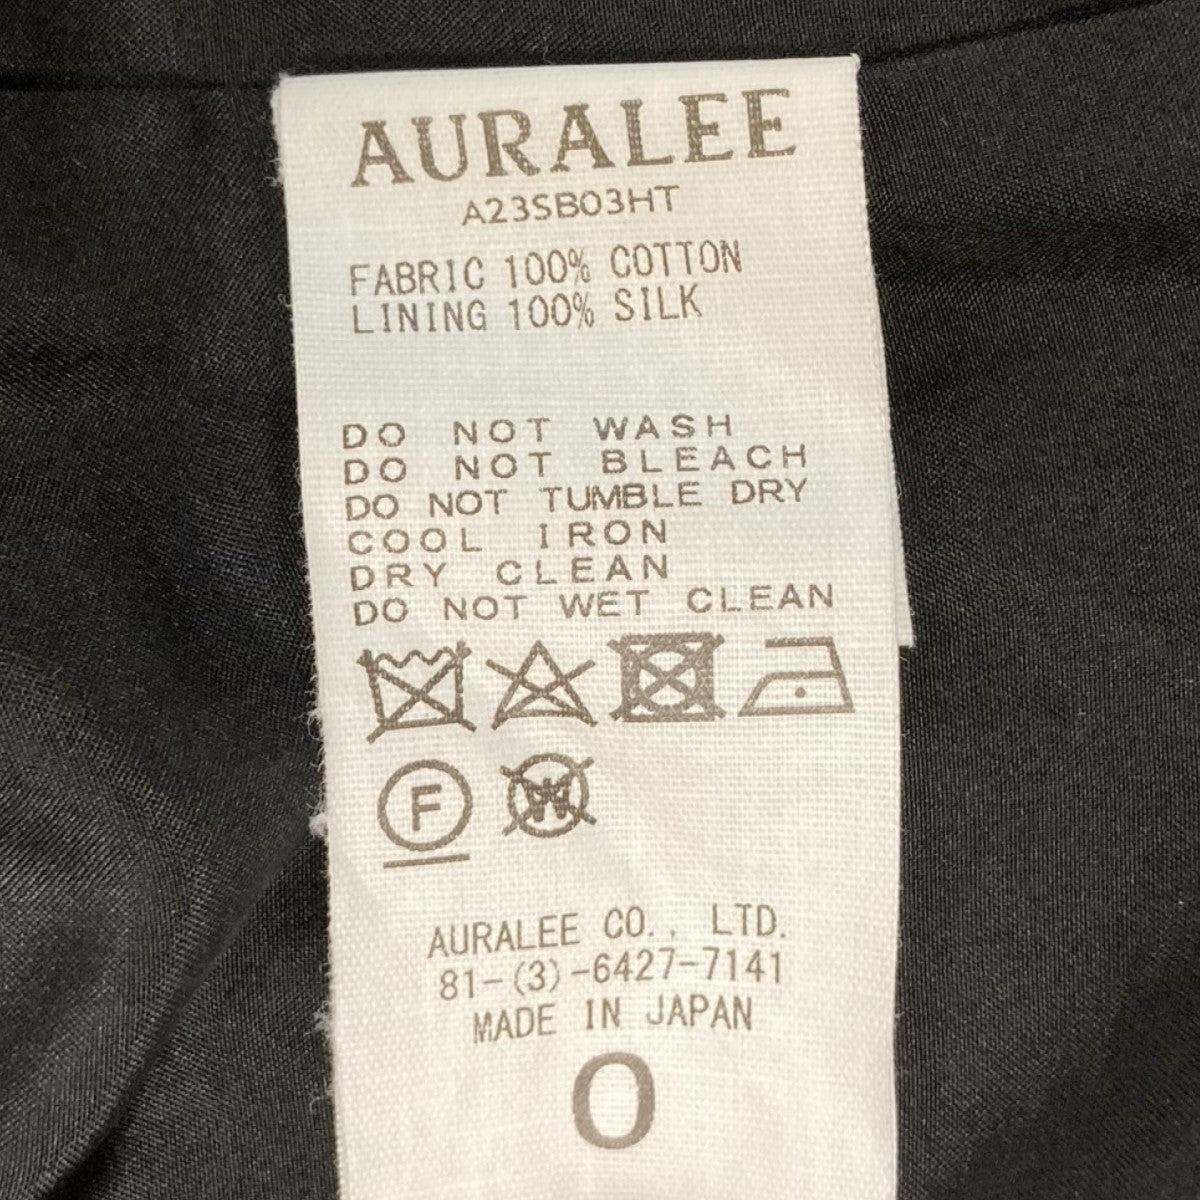 AURALEE
A23SB03HT
FABRIC 100% COTTON
LINING 100% SILK
DO NOT WASH
DO NOT BLEACH
DO NOT TUMBLE DRY
COOL IRON
DRY CLEAN
DO NOT WET CLEAN
F W
AURALEE CO., LTD.
81-(3)-6427-7141
MADE IN JAPAN
0